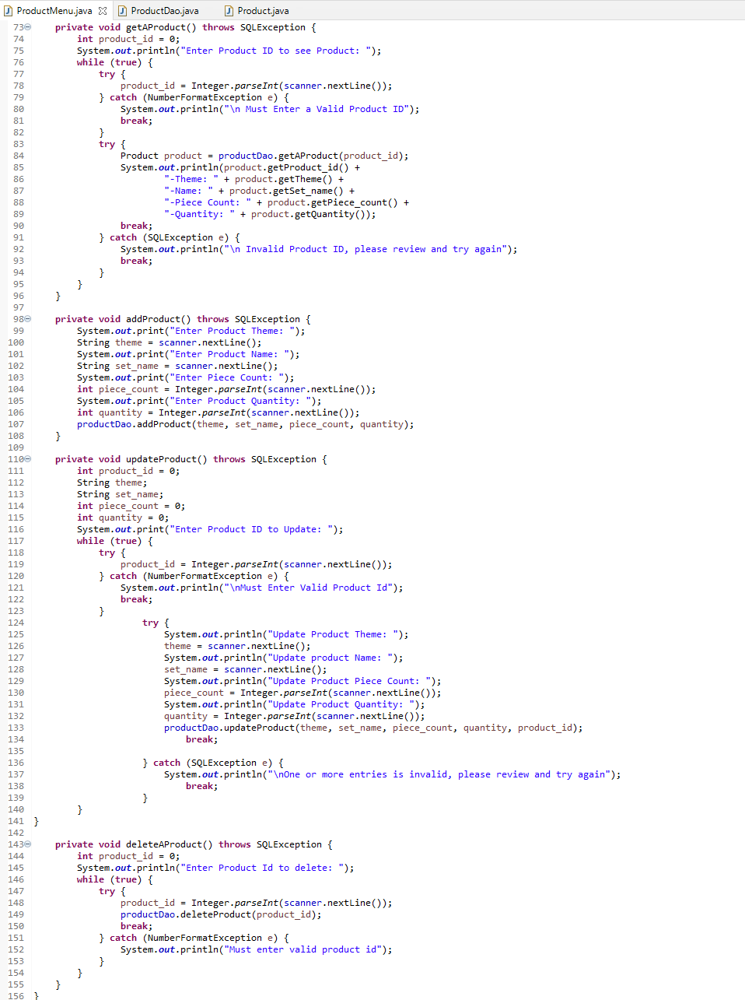 ProductMenu.java ProductDao.java Product.java
73 private void getAProduct() throws SQLException {
74 int product_id = 0;
75 System.out.println("Enter Product ID to see Product: ");
76 while (true) {
77 try {
78 product_id = Integer.parseInt(scanner.nextLine());
79 } catch (NumberFormatException e) {
80 System.out.println("\n Must Enter a Valid Product ID");
81 break;
82 }
83 try {
84 Product product = productDao.getAProduct(product_id);
85 System.out.println(product.getProduct_id() +
86 "-Theme: " + product.getTheme() +
87 "-Name: " + product.getSet_name() +
88 "-Piece Count: " + product.getPiece_count() +
89 "-Quantity: " + product.getQuantity());
90 break;
91 } catch (SQLException e) {
92 System.out.println("\n Invalid Product ID, please review and try again");
93 break;
94 }
95 }
96 }
97
98 private void addProduct() throws SQLException {
99 System.out.print("Enter Product Theme: ");
100 String theme = scanner.nextLine();
101 System.out.print("Enter Product Name: ");
102 String set_name = scanner.nextLine();
103 System.out.print("Enter Piece Count: ");
104 int piece_count = Integer.parseInt(scanner.nextLine());
105 System.out.print("Enter Product Quantity: ");
106 int quantity = Integer.parseInt(scanner.nextLine());
107 productDao.addProduct(theme, set_name, piece_count, quantity);
108 }
109
110 private void updateProduct() throws SQLException {
111 int product_id = 0;
112 String theme;
113 String set_name;
114 int piece_count = 0;
115 int quantity = 0;
116 System.out.print("Enter Product ID to Update: ");
117 while (true) {
118 try {
119 product_id = Integer.parseInt(scanner.nextLine());
120 } catch (NumberFormatException e) {
121 System.out.println("\nMust Enter Valid Product Id");
122 break;
123 }
124 try {
125 System.out.println("Update Product Theme: ");
126 theme = scanner.nextLine();
127 System.out.println("Update product Name: ");
128 set_name = scanner.nextLine();
129 System.out.println("Update Product Piece Count: ");
130 piece_count = Integer.parseInt(scanner.nextLine());
131 System.out.println("Update Product Quantity: ");
132 quantity = Integer.parseInt(scanner.nextLine());
133 productDao.updateProduct(theme, set_name, piece_count, quantity, product_id);
134 break;
135
136 } catch (SQLException e) {
137 System.out.println("\nOne or more entries is invalid, please review and try again");
138 break;
139 }
140 }
141 }
142
143 private void deleteAProduct() throws SQLException {
144 int product_id = 0;
145 System.out.println("Enter Product Id to delete: ");
146 while (true) {
147 try {
148 product_id = Integer.parseInt(scanner.nextLine());
149 productDao.deleteProduct(product_id);
150 break;
151 } catch (NumberFormatException e) {
152 System.out.println("Must enter valid product id");
153 }
154 }
155 }
156 }